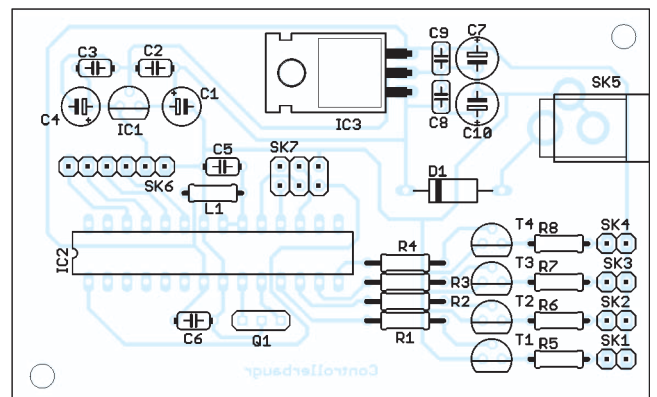 C9 C7
C3 C2
SK5
C4 C1
IC1
IC3
C8
C10
C5 SK7
SK6
D1
L1
T4 R8 SK4
R4
IC2
T3 R7 SK3
R3
R2
T2 R6 SK2
C6 Q1 R1
T1 R5 SK1
Controllerbaugr